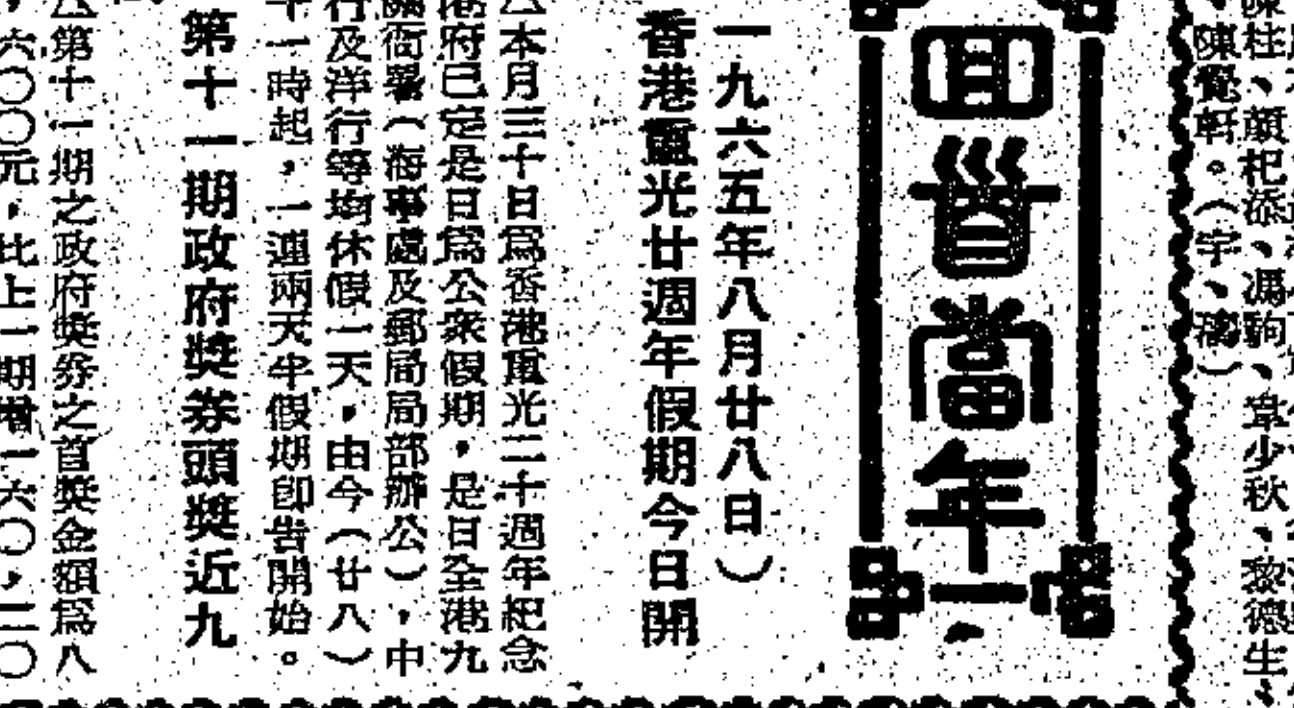 陳柱、顏杞添、馮駒、韋少秋、黎德生、
、陳覺軒。（宇、瀉）
回首當年
一九六五年八月廿八日）
香港重光廿週年假期今日開
本月三十日爲香港重光二十週年紀念
港府已定是日爲公衆假期，是日全港九
關衙署（海事處及郵局局部辦公），中
行及洋行等均休假一天，由今（廿八）
十一時起，一連兩天半假期卽告開始。
第十一期政府獎券頭獎近九
第十一期之政府獎券之首獎金額爲八
，六〇〇元，比上一期增一六〇，二〇